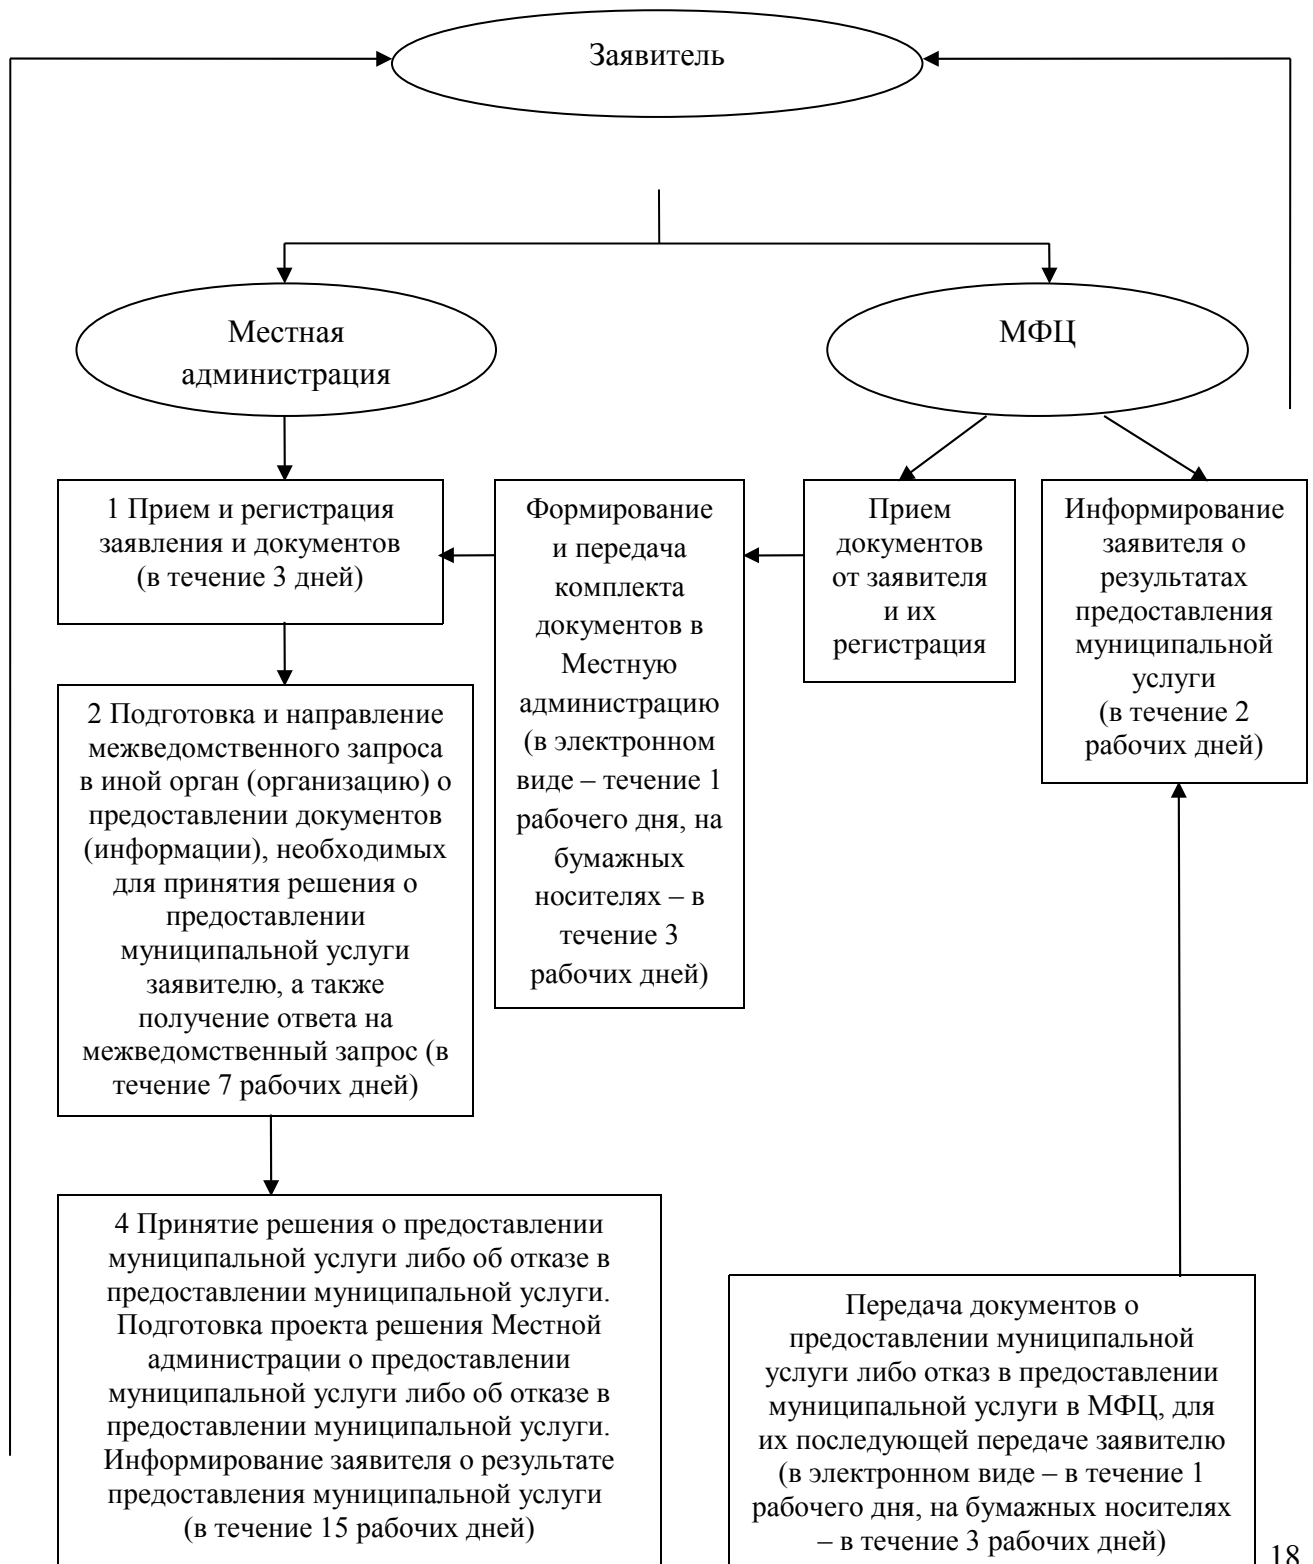 Заявитель
Местная
администрация
МФЦ
1 Прием и регистрация
заявления и документов
(в течение 3 дней)
Формирование
и передача
комплекта
документов в
Местную
администрацию
(в электронном
виде – течение 1
рабочего дня, на
бумажных
носителях – в
течение 3
рабочих дней)
Прием
документов
от заявителя
и их
регистрация
Информирование
заявителя о
результатах
предоставления
муниципальной
услуги
(в течение 2
рабочих дней)
2 Подготовка и направление
межведомственного запроса
в иной орган (организацию) о
предоставлении документов
(информации), необходимых
для принятия решения о
предоставлении
муниципальной услуги
заявителю, а также
получение ответа на
межведомственный запрос (в
течение 7 рабочих дней)
4 Принятие решения о предоставлении
муниципальной услуги либо об отказе в
предоставлении муниципальной услуги.
Подготовка проекта решения Местной
администрации о предоставлении
муниципальной услуги либо об отказе в
предоставлении муниципальной услуги.
Информирование заявителя о результате
предоставления муниципальной услуги
(в течение 15 рабочих дней)
Передача документов о
предоставлении муниципальной
услуги либо отказ в предоставлении
муниципальной услуги в МФЦ, для
их последующей передаче заявителю
(в электронном виде – в течение 1
рабочего дня, на бумажных носителях
– в течение 3 рабочих дней)
18